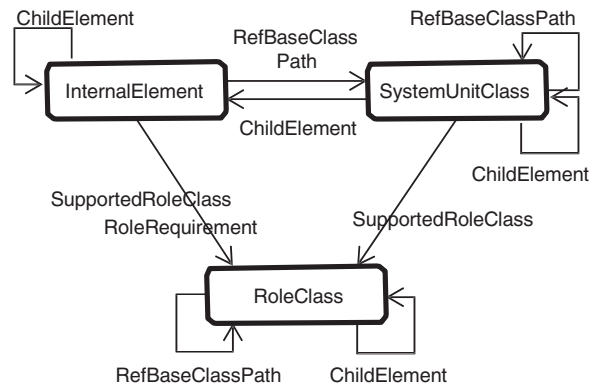 ChildElement
RefBaseClassPath
RefBaseClass
Path
InternalElement
SystemUnitClass
ChildElement
ChildElement
SupportedRoleClass
RoleRequirement
SupportedRoleClass
RoleClass
RefBaseClassPath
ChildElement